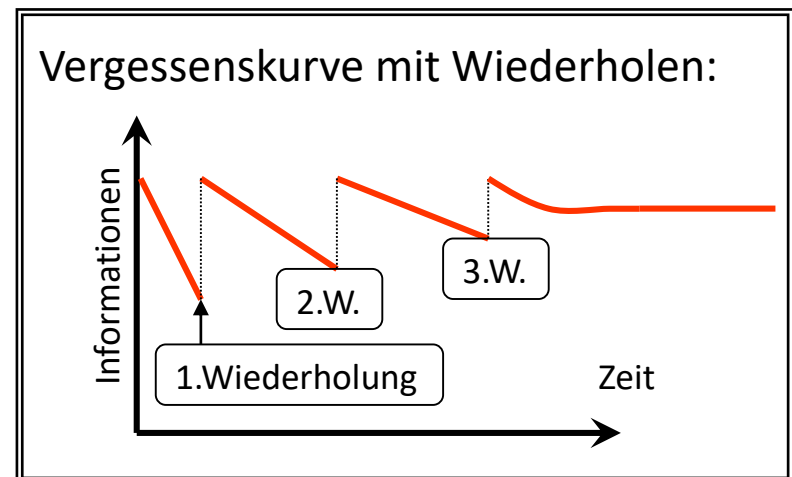 Vergessenskurve mit Wiederholen:
Informationen
3.W.
2.W.
1.Wiederholung
Zeit